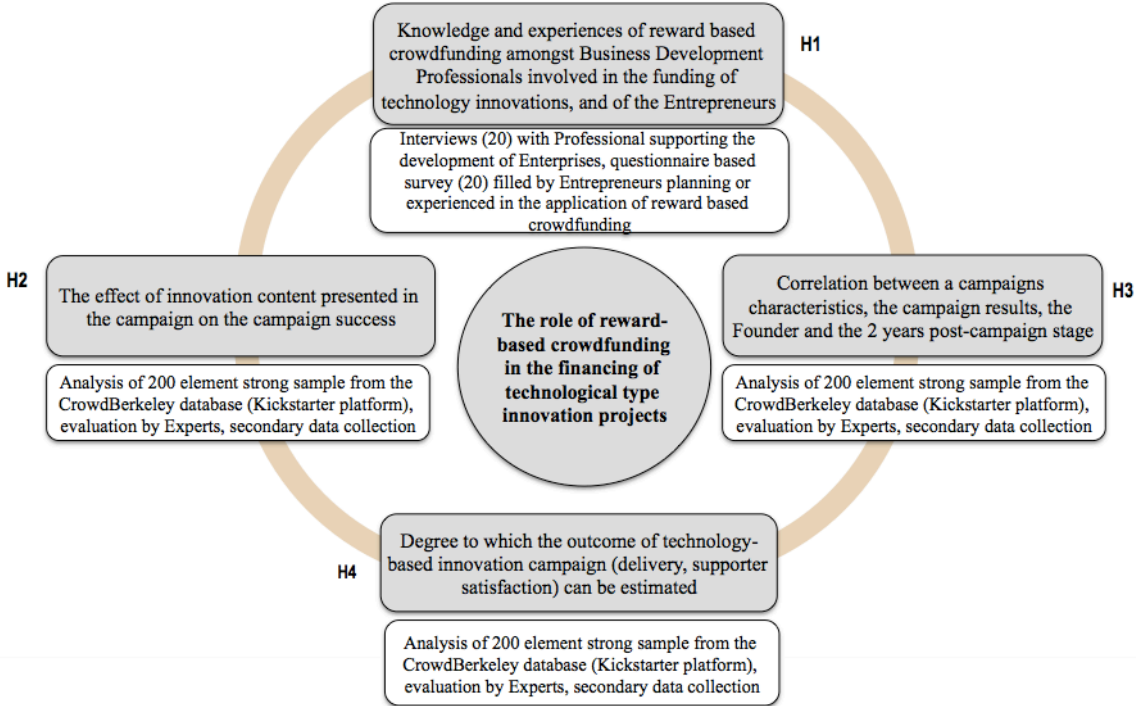 Knowledge and experiences of reward based
crowdfunding amongst Business Development
Professionals involved in the funding of
technology innovations, and of the Entrepreneurs
H1
Interviews (20) with Professional supporting the
development of Enterprises, questionnaire based
survey (20) filled by Entrepreneurs planning or
experienced in the application of reward based
crowdfunding
H2
The effect of innovation content presented in
the campaign on the campaign success
Analysis of 200 element strong sample from the
CrowdBerkeley database (Kickstarter platform),
evaluation by Experts, secondary data collection
The role of reward-
based crowdfunding
in the financing of
technological type
innovation projects
Correlation between a campaigns
characteristics, the campaign results, the
Founder and the 2 years post-campaign stage
H3
Analysis of 200 element strong sample from the
CrowdBerkeley database (Kickstarter platform),
evaluation by Experts, secondary data collection
H4
Degree to which the outcome of technology-
based innovation campaign (delivery, supporter
satisfaction) can be estimated
Analysis of 200 element strong sample from the
CrowdBerkeley database (Kickstarter platform),
evaluation by Experts, secondary data collection